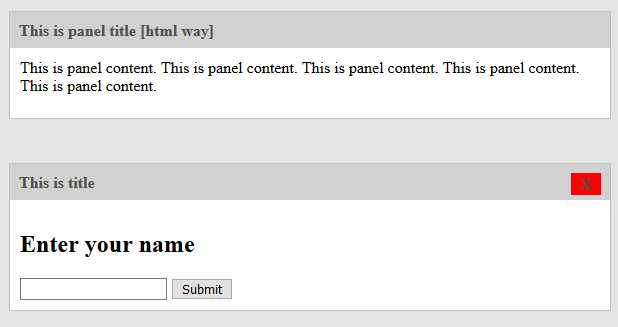 This is panel title [html way]
This is panel content. This is panel content. This is panel content. This is panel content.
This is panel content.
This is title
X
Enter your name
Submit